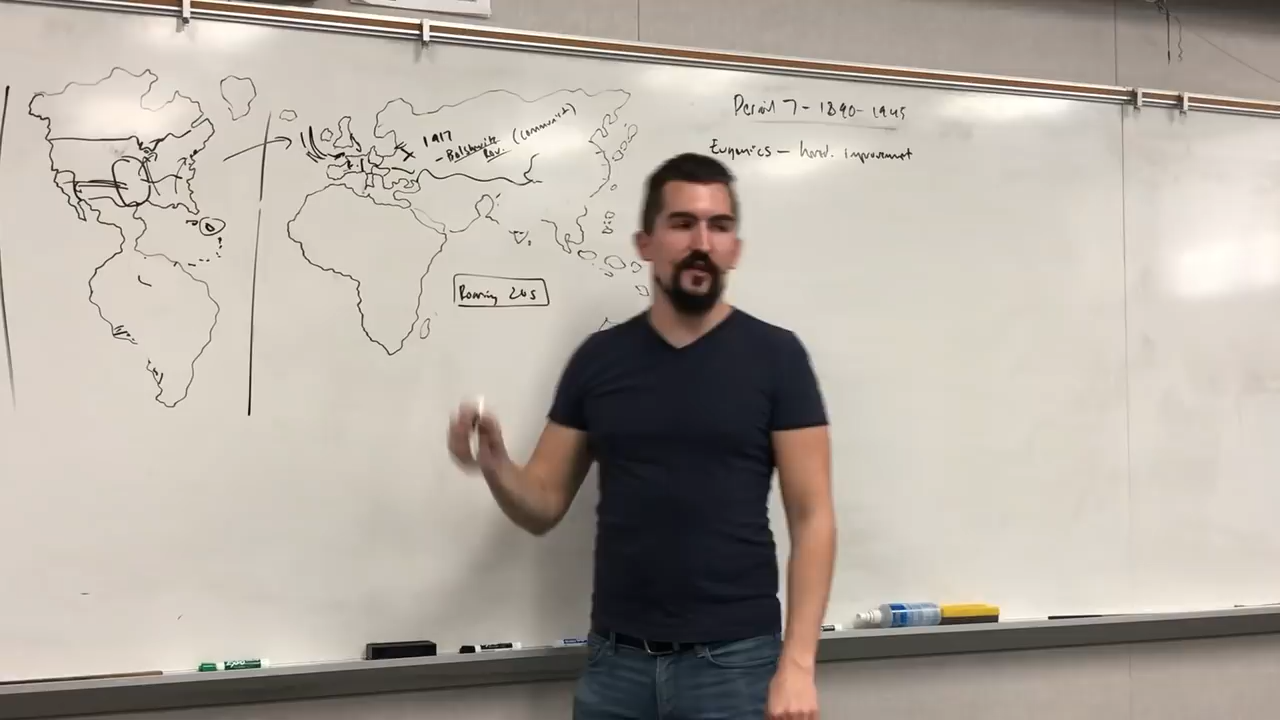 Period 7 - 1890-1945
Eugenics - hered. improvement
1917
- Bolshevik (communist)
Rev.
Roaring 20s